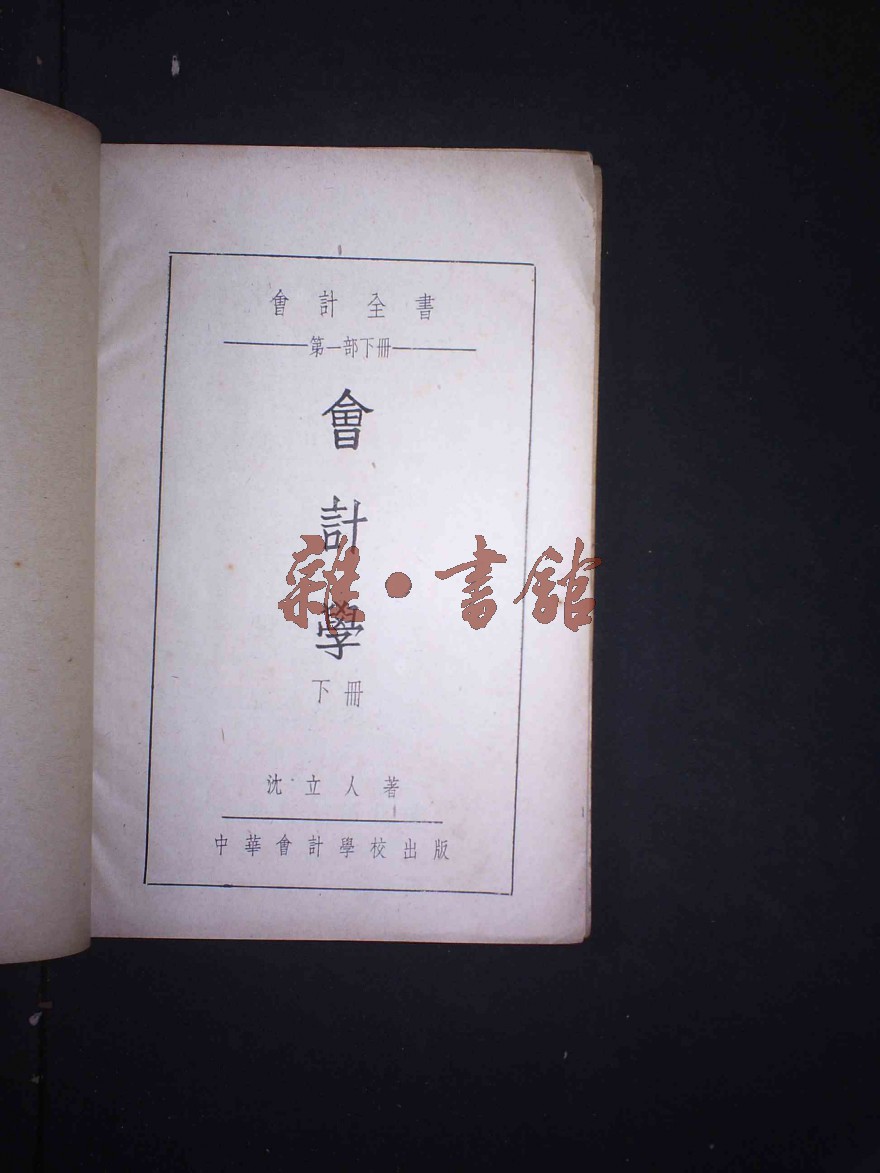 會計全書
第一部下冊
會計學
雜·書館
下冊
沈立人著
中華會計學校出版